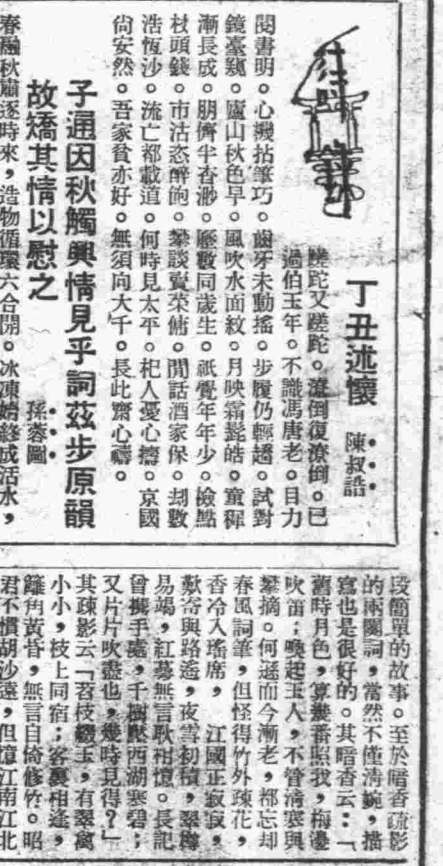 丁丑述懷
陳叔誥
蹉跎又蹉跎。潦倒復潦倒。已
過伯玉年。不識馮唐老。目力
閱書明。心襯拈筆巧。齒牙未動搖。步履仍輕趫。試對
鏡臺窺。廬山秋色早。風吹水面紋。月映霜髭皓。童穉
漸長成。朋儕半杳渺。歷數同歲生。祇覺年年少。檢點
杖頭錢。市沽恣醉飽。攀談賣菜傭。閒話酒家保。刼數
浩恆沙。流亡都載道。何時見太平。杞人憂心擣。京國
尙安然。吾家貧亦好。無須向大千。長此齋心禱。
子通因秋觸興情見乎詞茲步原韻
故矯其情以慰之
孫蓉圖
春融秋肅逐時來,造物循環六合開。冰凍始終成活水,
段簡單的故事。至於暗香疏影
的兩闋詞,當然不僅清婉,描
寫也是很好的。其暗香云:「
舊時月色,算幾番照我,梅邊
吹笛;喚起玉人,不管清寒與
攀摘。何遜而今漸老,都忘却
春風詞筆,但怪得竹外疎花,
香冷入瑤席, 江國正寂寂,
歎寄與路遙,夜雪初積,翠樽
易竭,紅萼無言耿相憶。長記
曾攜手處,千樹壓西湖寒碧;
又片片吹盡也,幾時見得?」
其疎影云「苔枝綴玉,有翠禽
小小,枝上同宿;客裏相逢,
籬角黃昏,無言自倚修竹。昭
君不慣胡沙遠,但憶江南江北